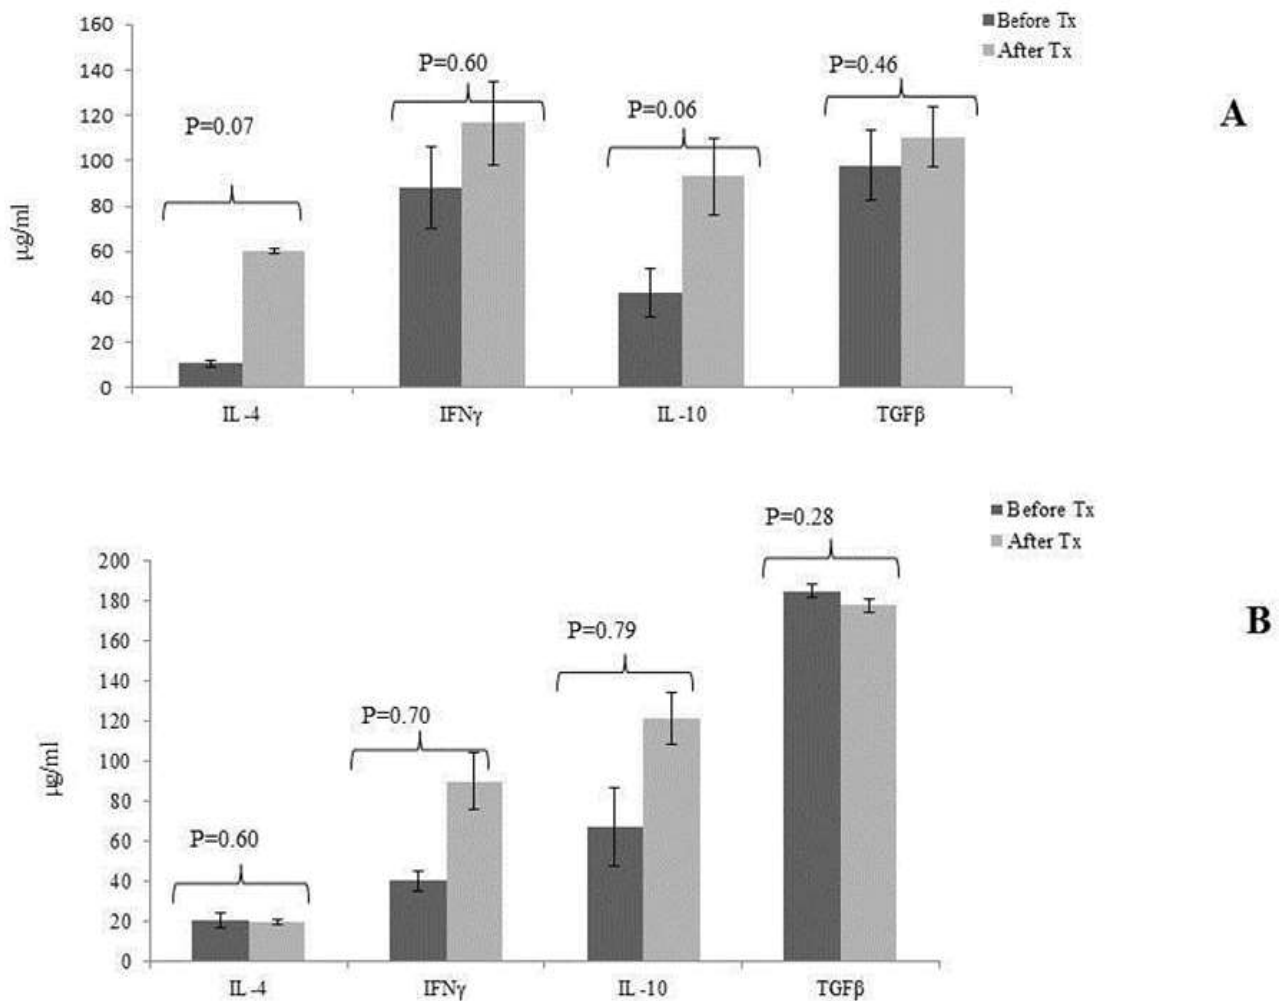 160
Before Tx
After Tx
140
P=0.60
P=0.46
120
P=0.06
A
P=0.07
100
80
μg/ml
60
40
20
0
IL -4
IFNγ
IL -10
TGFβ
Before Tx
After Tx
P=0.28
200
180
P=0.79
B
160
140
P=0.70
120
100
μg/ml
80
P=0.60
60
40
20
0
IL -4
IFNγ
IL -10
TGFβ